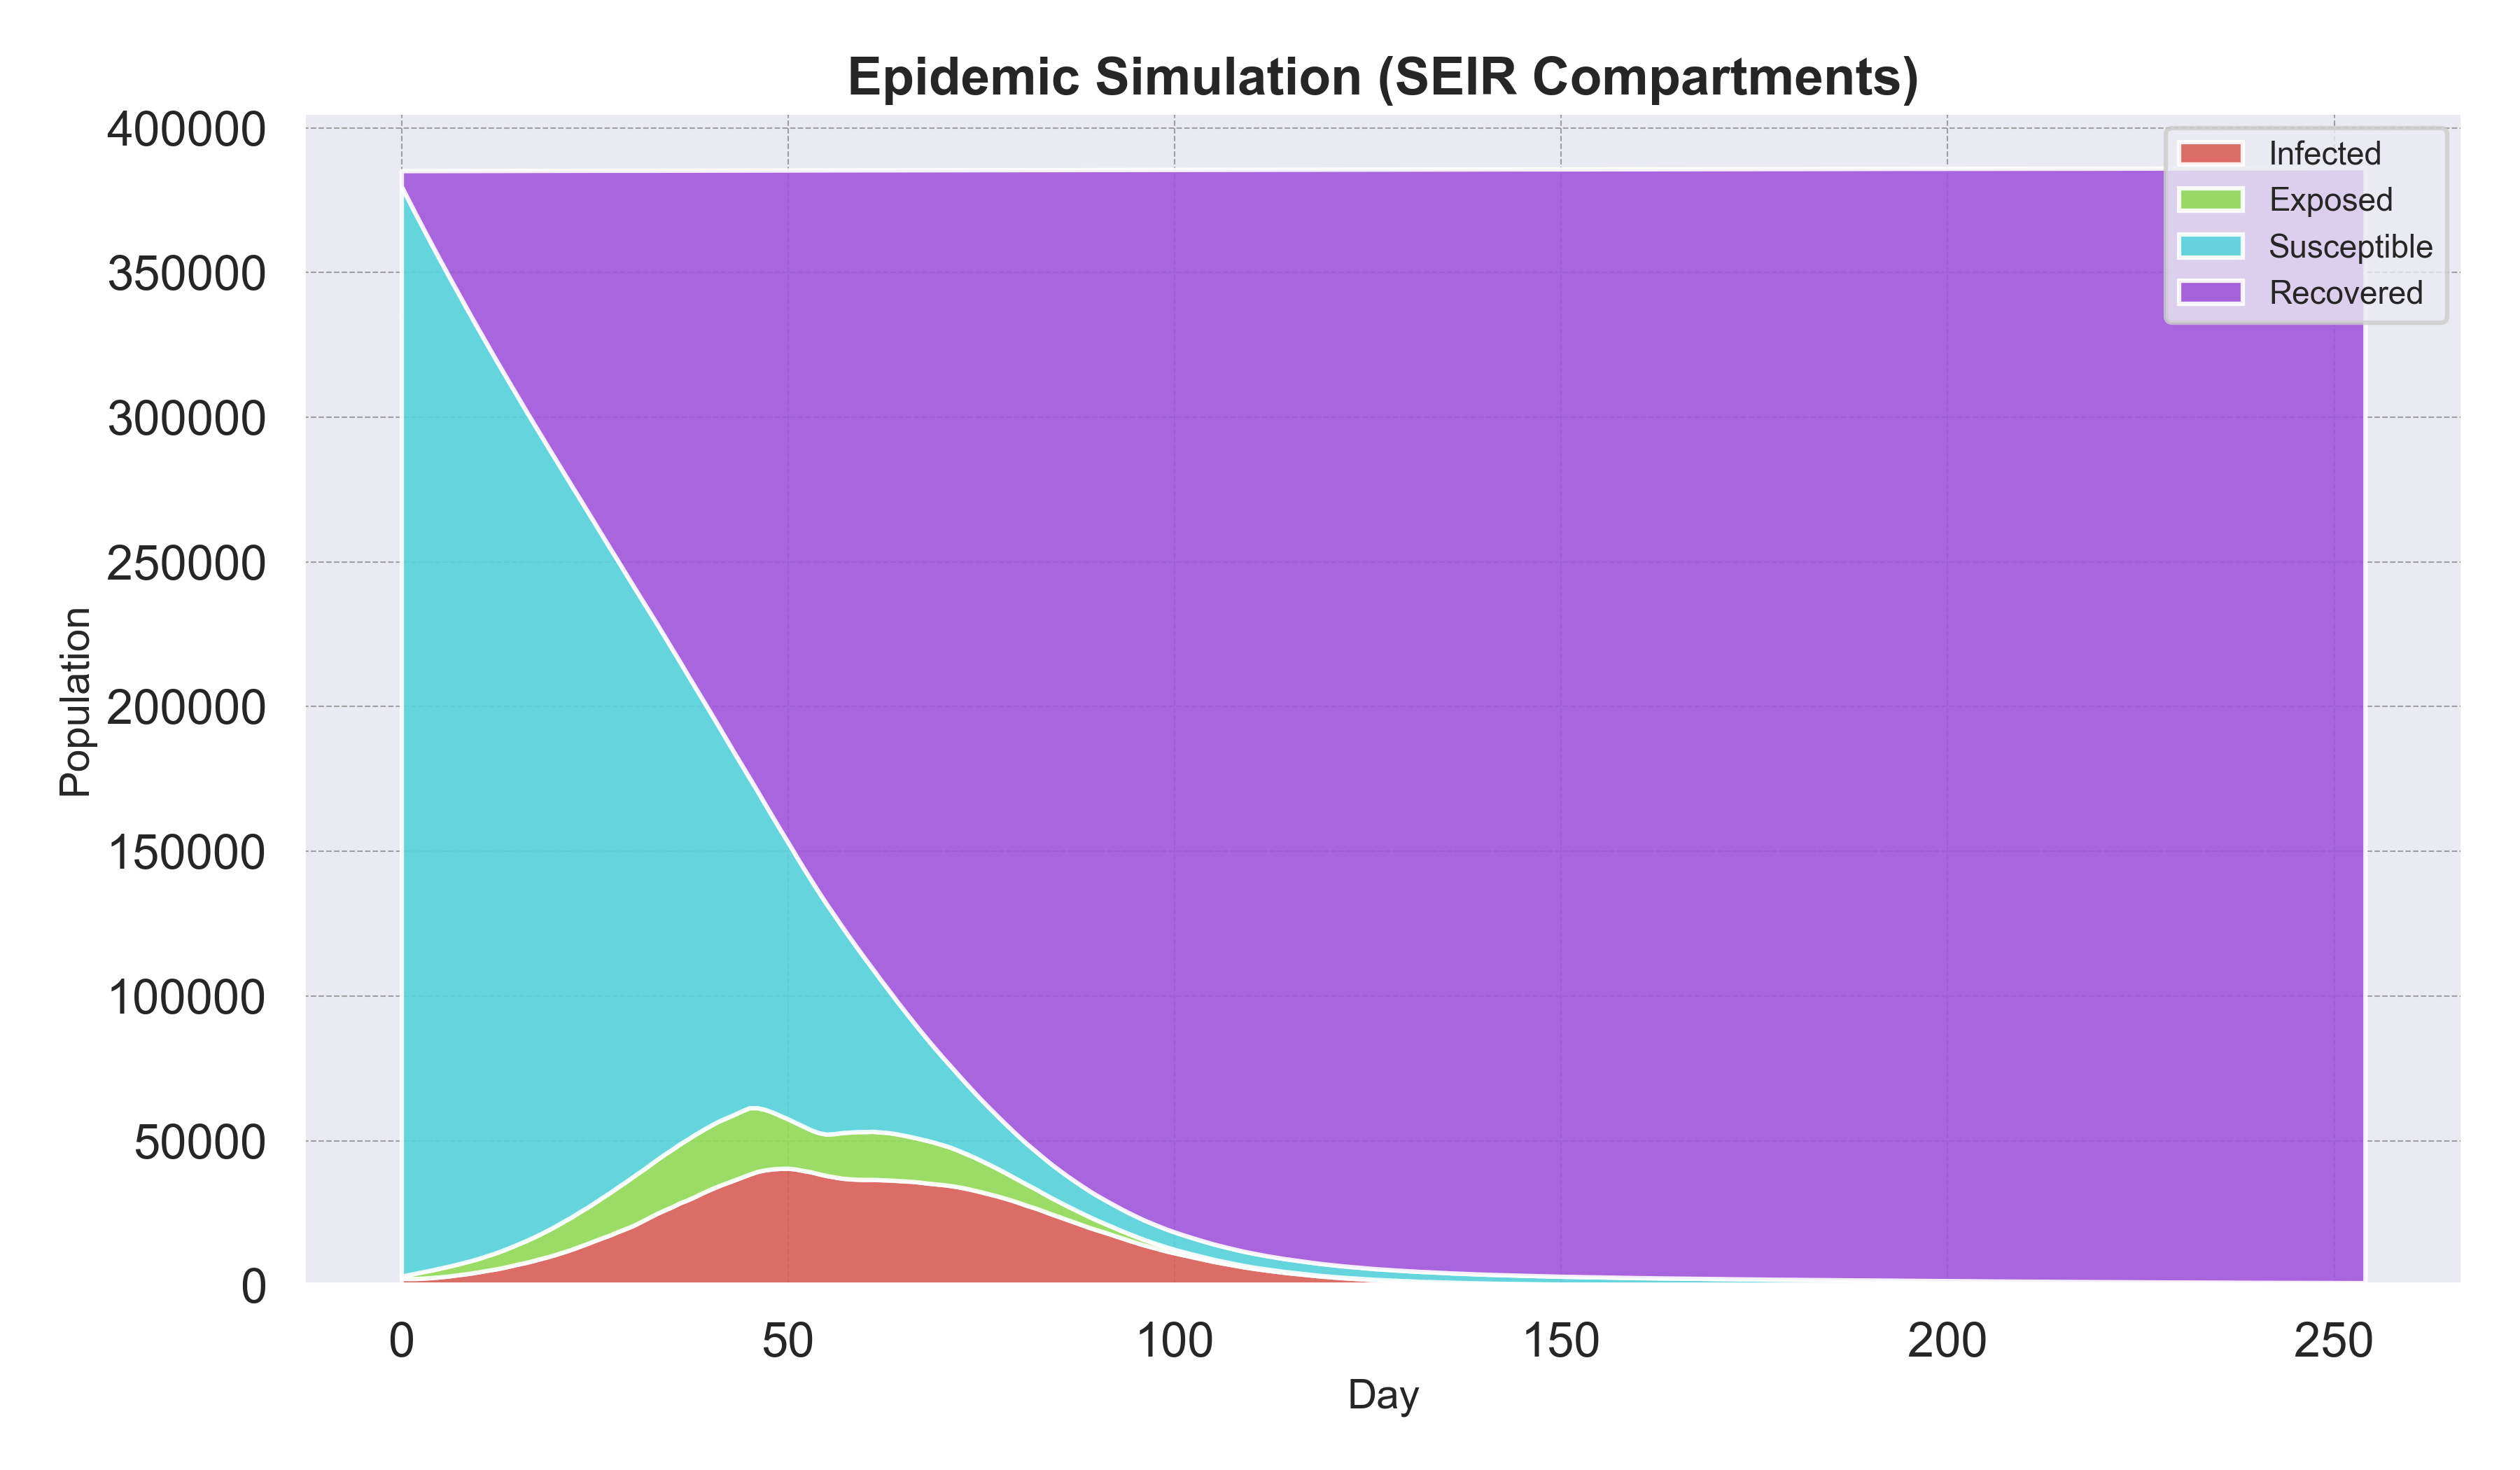 Epidemic Simulation (SEIR Compartments)
400000
350000
300000
250000
200000
150000
100000
50000
0
Population
Infected
Exposed
Susceptible
Recovered
0 50 100 150 200 250
Day